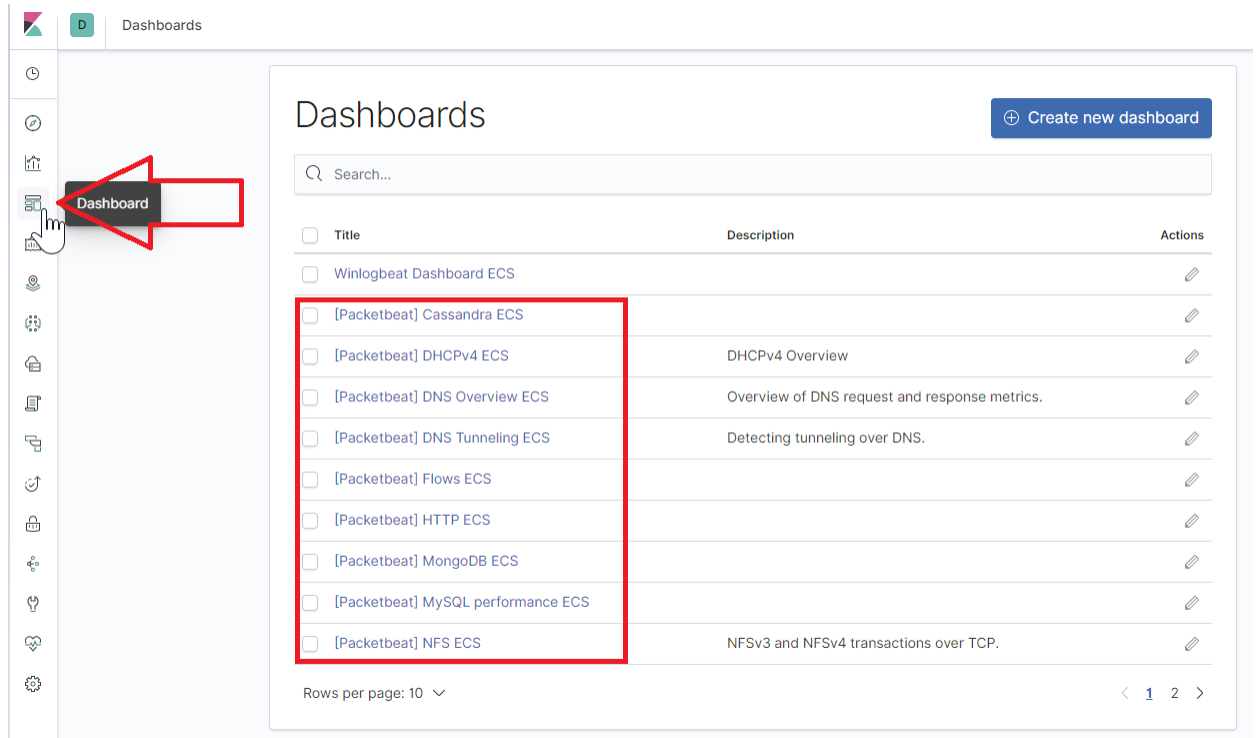 D Dashboards
Dashboards
Create new dashboard
Search...
Dashboard
Title Description Actions
Winlogbeat Dashboard ECS
[Packetbeat] Cassandra ECS
[Packetbeat] DHCPv4 ECS DHCPv4 Overview
[Packetbeat] DNS Overview ECS Overview of DNS request and response metrics.
[Packetbeat] DNS Tunneling ECS Detecting tunneling over DNS.
[Packetbeat] Flows ECS
[Packetbeat] HTTP ECS
[Packetbeat] MongoDB ECS
[Packetbeat] MySQL performance ECS
[Packetbeat] NFS ECS NFSv3 and NFSv4 transactions over TCP.
Rows per page: 10 1 2